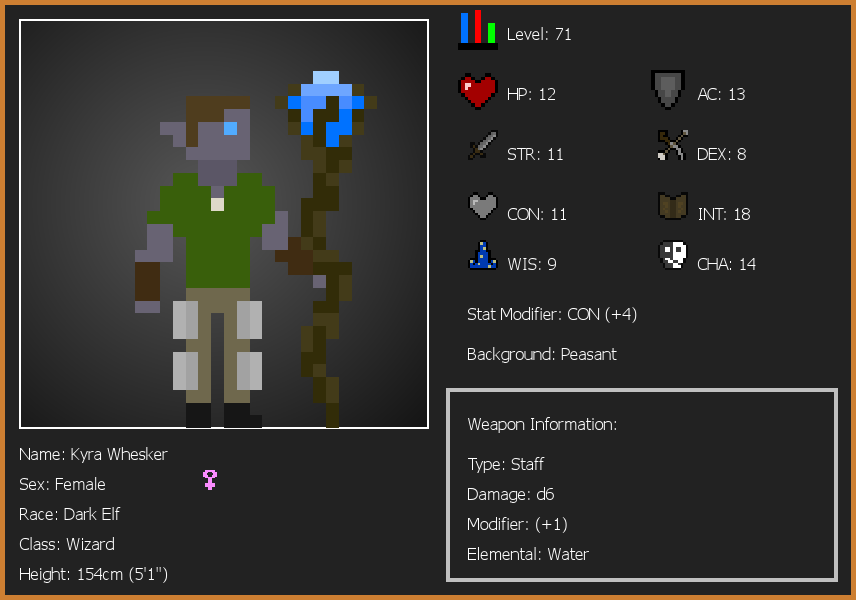 Level: 71
HP: 12
AC: 13
STR: 11
DEX: 8
CON: 11
INT: 18
WIS: 9
CHA: 14
Stat Modifier: CON (+4)
Background: Peasant
Weapon Information:
Type: Staff
Damage: d6
Modifier: (+1)
Elemental: Water
Name: Kyra Whesker
Sex: Female
Race: Dark Elf
Class: Wizard
Height: 154cm (5'1")